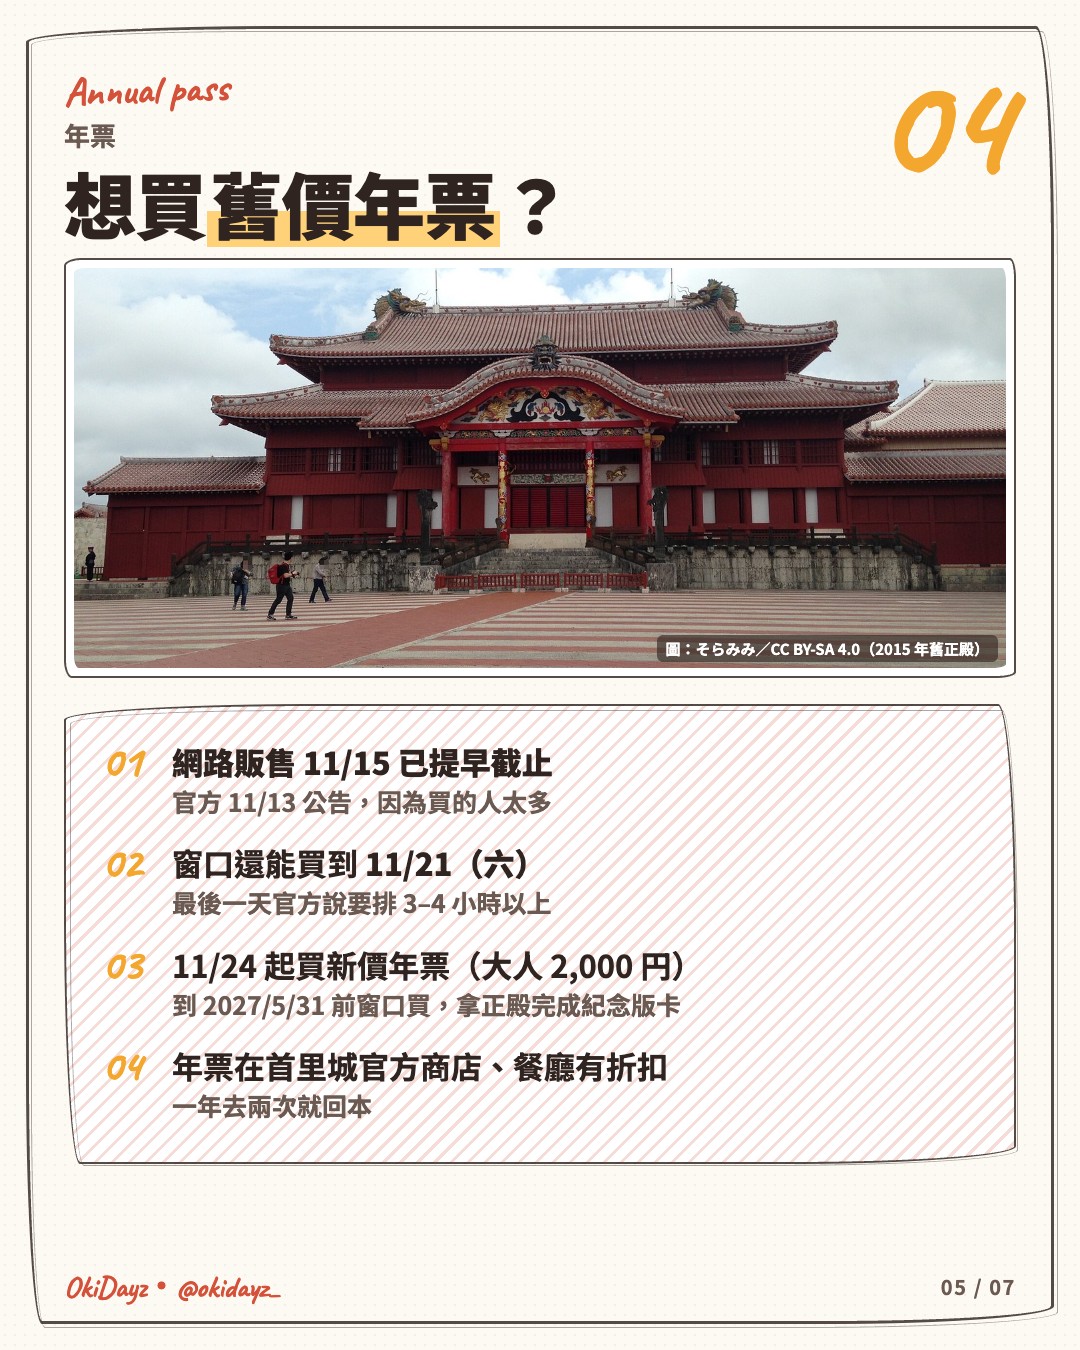 Annual pass
04
年票
想買舊價年票？
圖：そらみみ／CC BY-SA 4.0（2015 年舊正殿）
01 網路販售 11/15 已提早截止
官方 11/13 公告，因為買的人太多
02 窗口還能買到 11/21（六）
最後一天官方說要排 3–4 小時以上
03 11/24 起買新價年票（大人 2,000 円）
到 2027/5/31 前窗口買，拿正殿完成紀念版卡
04 年票在首里城官方商店、餐廳有折扣
一年去兩次就回本
OkiDayz • @okidayz_
05 / 07